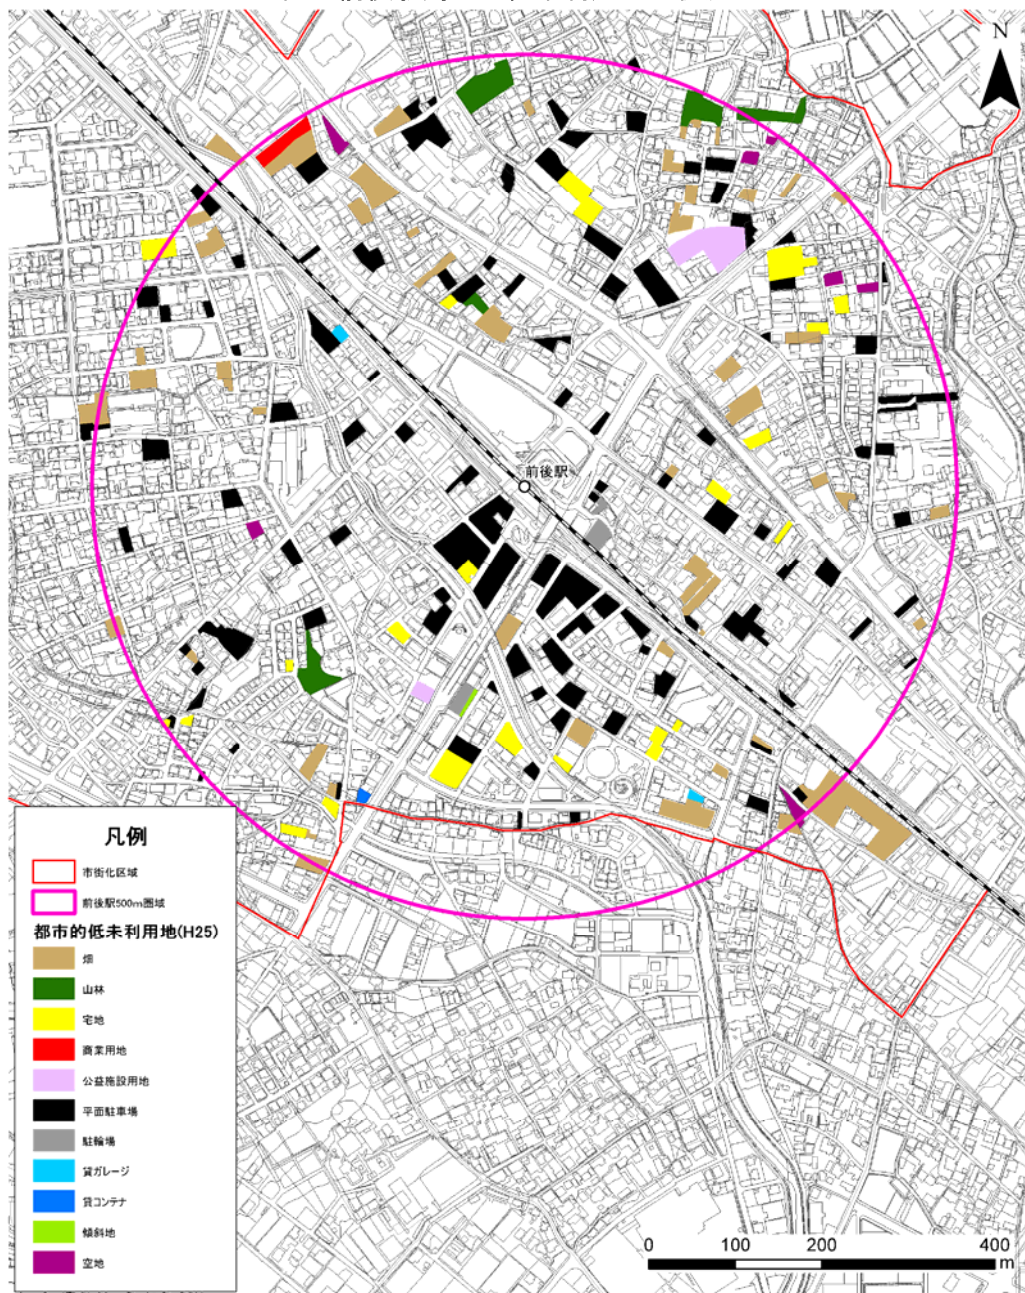 N
前後駅
凡例
市街化区域
前後駅500m圏域
都市的低未利用地(H25)
畑
山林
宅地
商業用地
公益施設用地
平面駐車場
駐輪場
貸ガレージ
貸コンテナ
傾斜地
空地
0 100 200 400
m